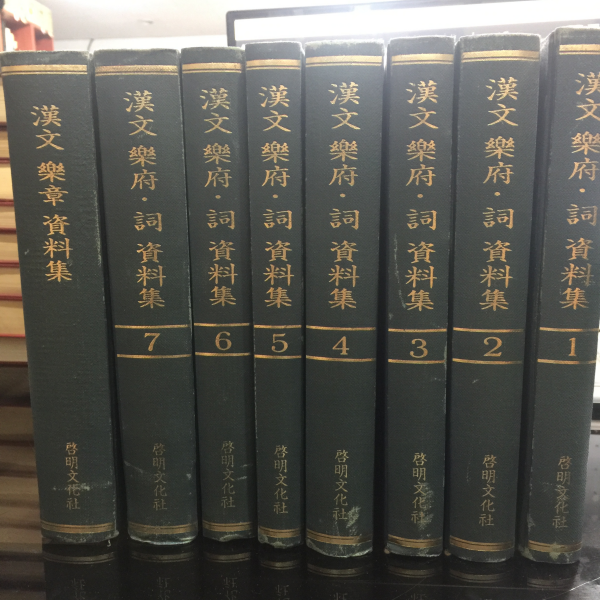 漢文 樂章 資料集
啓明文化社
漢文 樂府·詞 資料集
7
啓明文化社
漢文 樂府·詞 資料集
6
啓明文化社
漢文 樂府·詞 資料集
5
啓明文化社
漢文 樂府·詞 資料集
4
啓明文化社
漢文 樂府·詞 資料集
3
啓明文化社
漢文 樂府·詞 資料集
2
啓明文化社
漢文 樂府·詞 資料集
1
啓明文化社